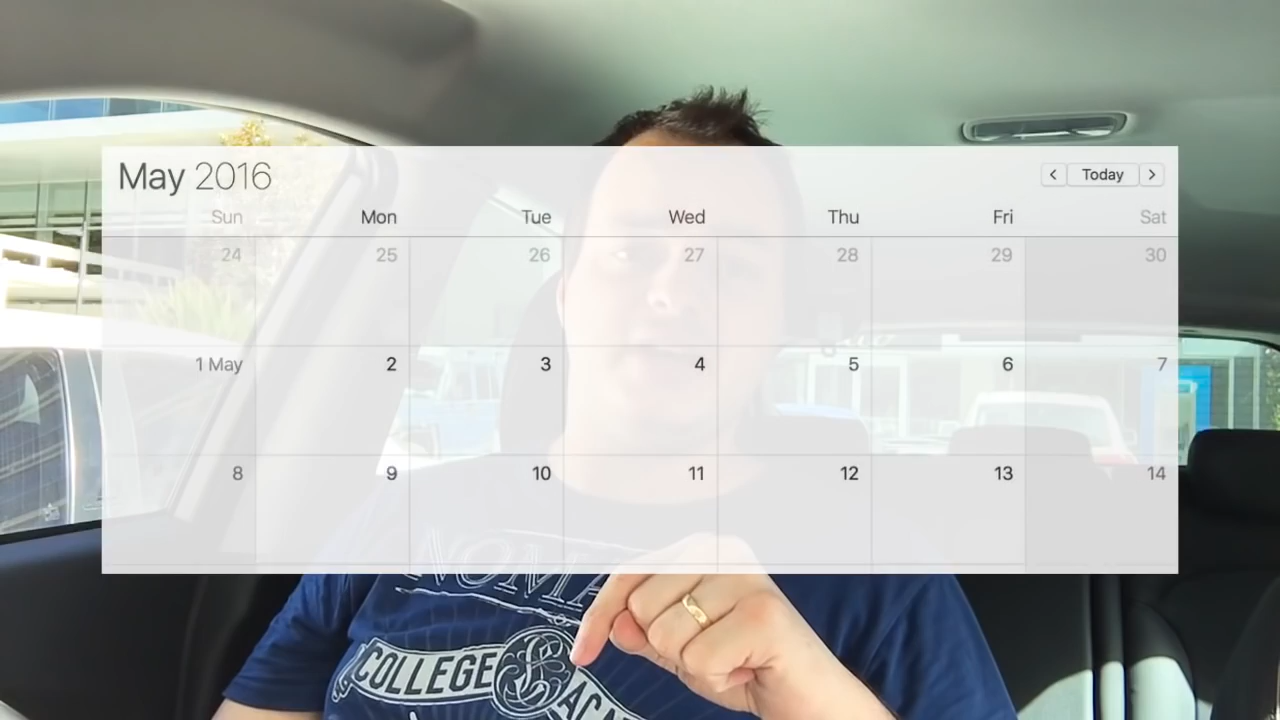 May 2016
< Today >
Sun Mon Tue Wed Thu Fri Sat
24 25 26 27 28 29 30
1 May 2 3 4 5 6 7
8 9 10 11 12 13 14
COLLEGE